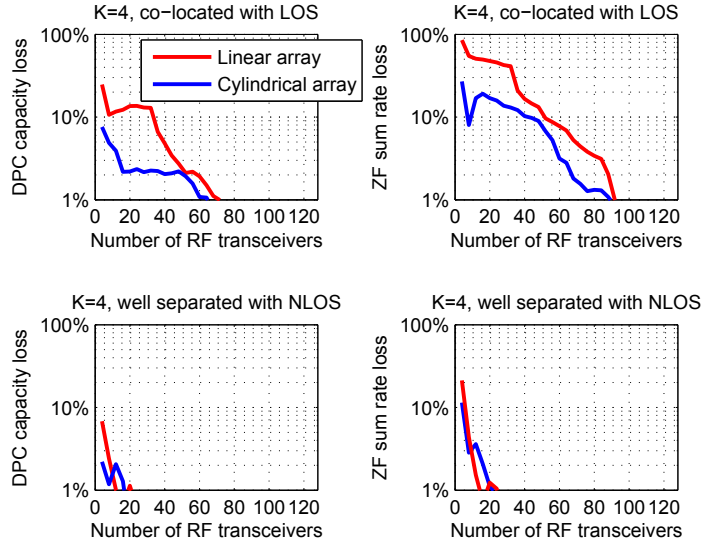 K=4, co-located with LOS
100%
10%
1%
DPC capacity loss
0 20 40 60 80 100 120
Number of RF transceivers
Linear array
Cylindrical array
K=4, co-located with LOS
100%
10%
1%
ZF sum rate loss
0 20 40 60 80 100 120
Number of RF transceivers
K=4, well separated with NLOS
100%
10%
1%
DPC capacity loss
0 20 40 60 80 100 120
Number of RF transceivers
K=4, well separated with NLOS
100%
10%
1%
ZF sum rate loss
0 20 40 60 80 100 120
Number of RF transceivers